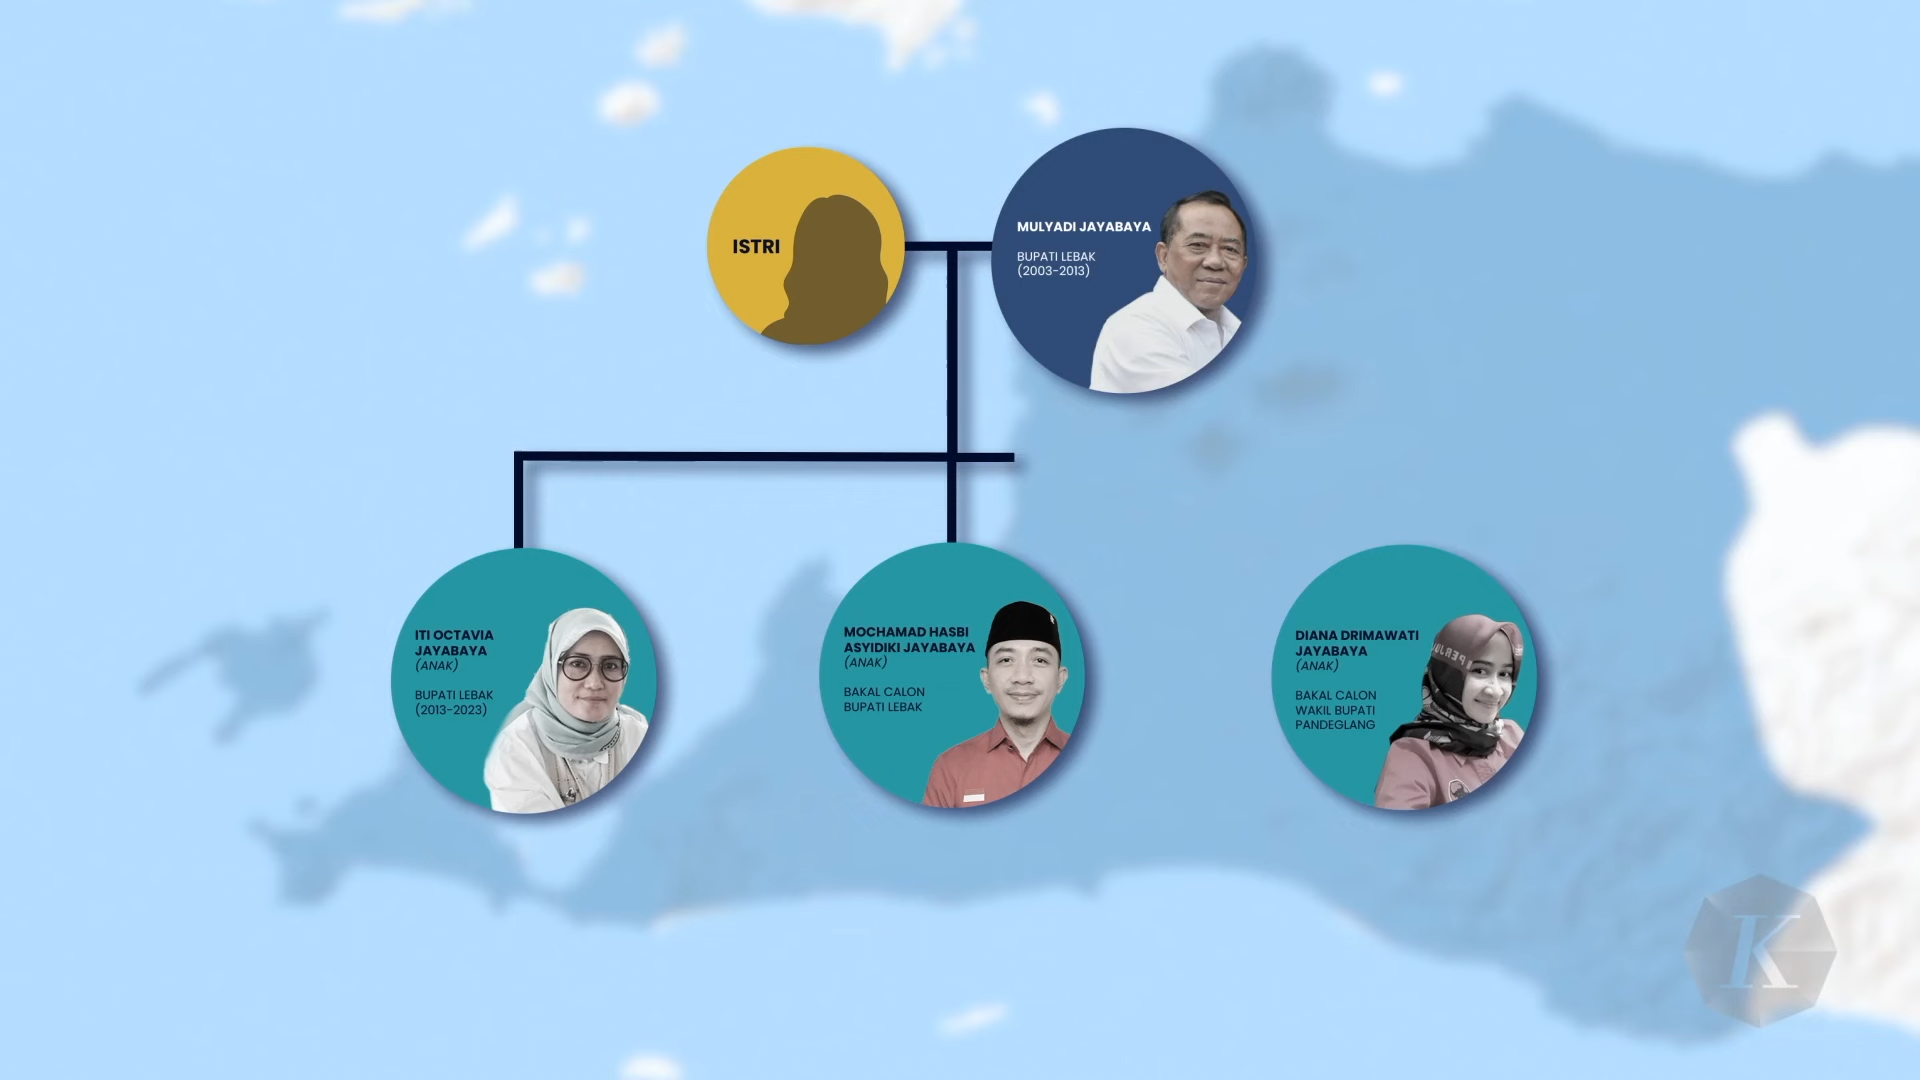 ISTRI
MULYADI JAYABAYA
BUPATI LEBAK
(2003-2013)
ITI OCTAVIA
JAYABAYA
(ANAK)
BUPATI LEBAK
(2013-2023)
MOCHAMAD HASBI
ASYIDIKI JAYABAYA
(ANAK)
BAKAL CALON
BUPATI LEBAK
DIANA DRIMAWATI
JAYABAYA
(ANAK)
BAKAL CALON
WAKIL BUPATI
PANDEGLANG
K